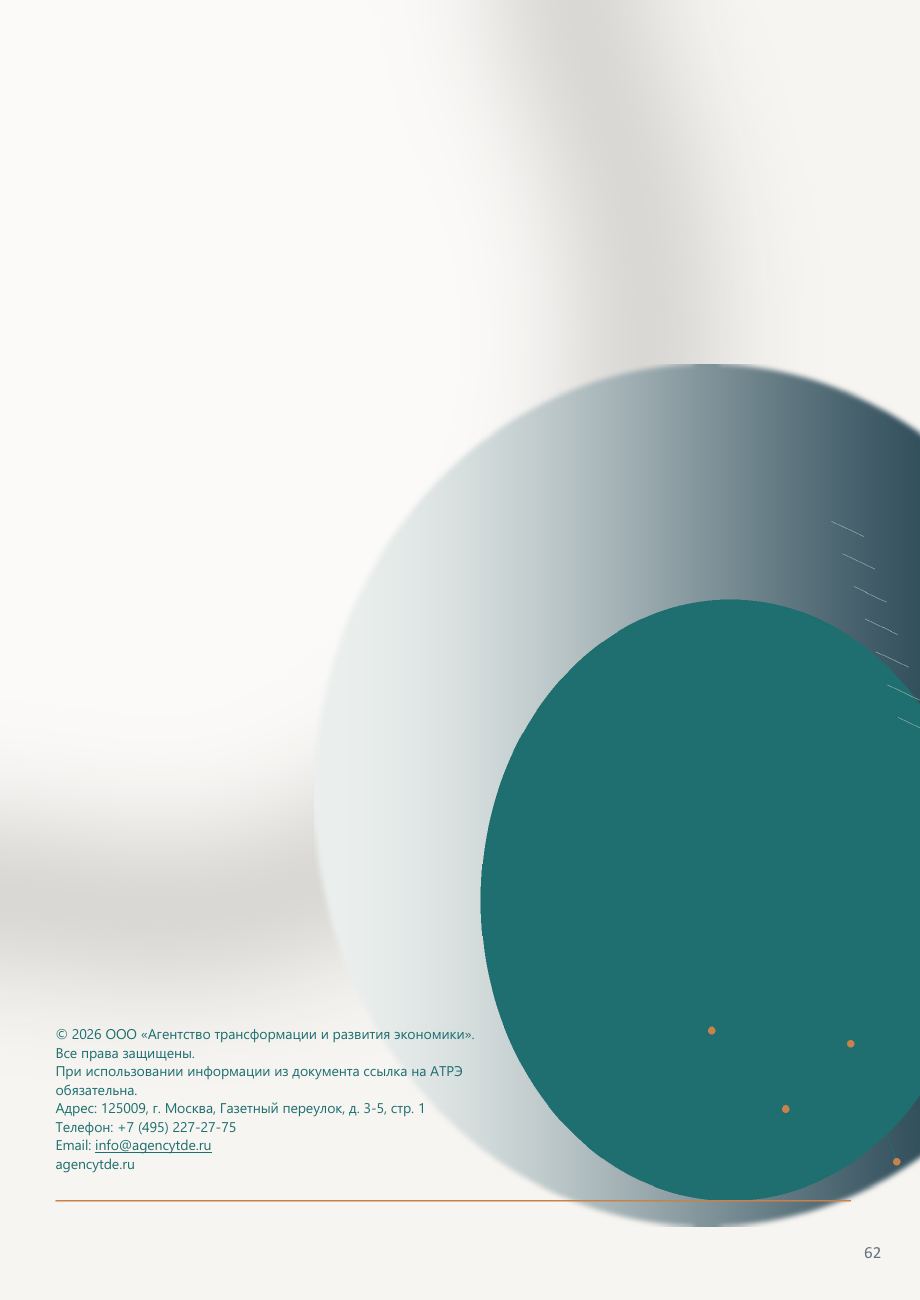 © 2026 ООО «Агентство трансформации и развития экономики».
Все права защищены.
При использовании информации из документа ссылка на АТРЭ
обязательна.
Адрес: 125009, г. Москва, Газетный переулок, д. 3-5, стр. 1
Телефон: +7 (495) 227-27-75
Email: info@agencytde.ru
agencytde.ru
62